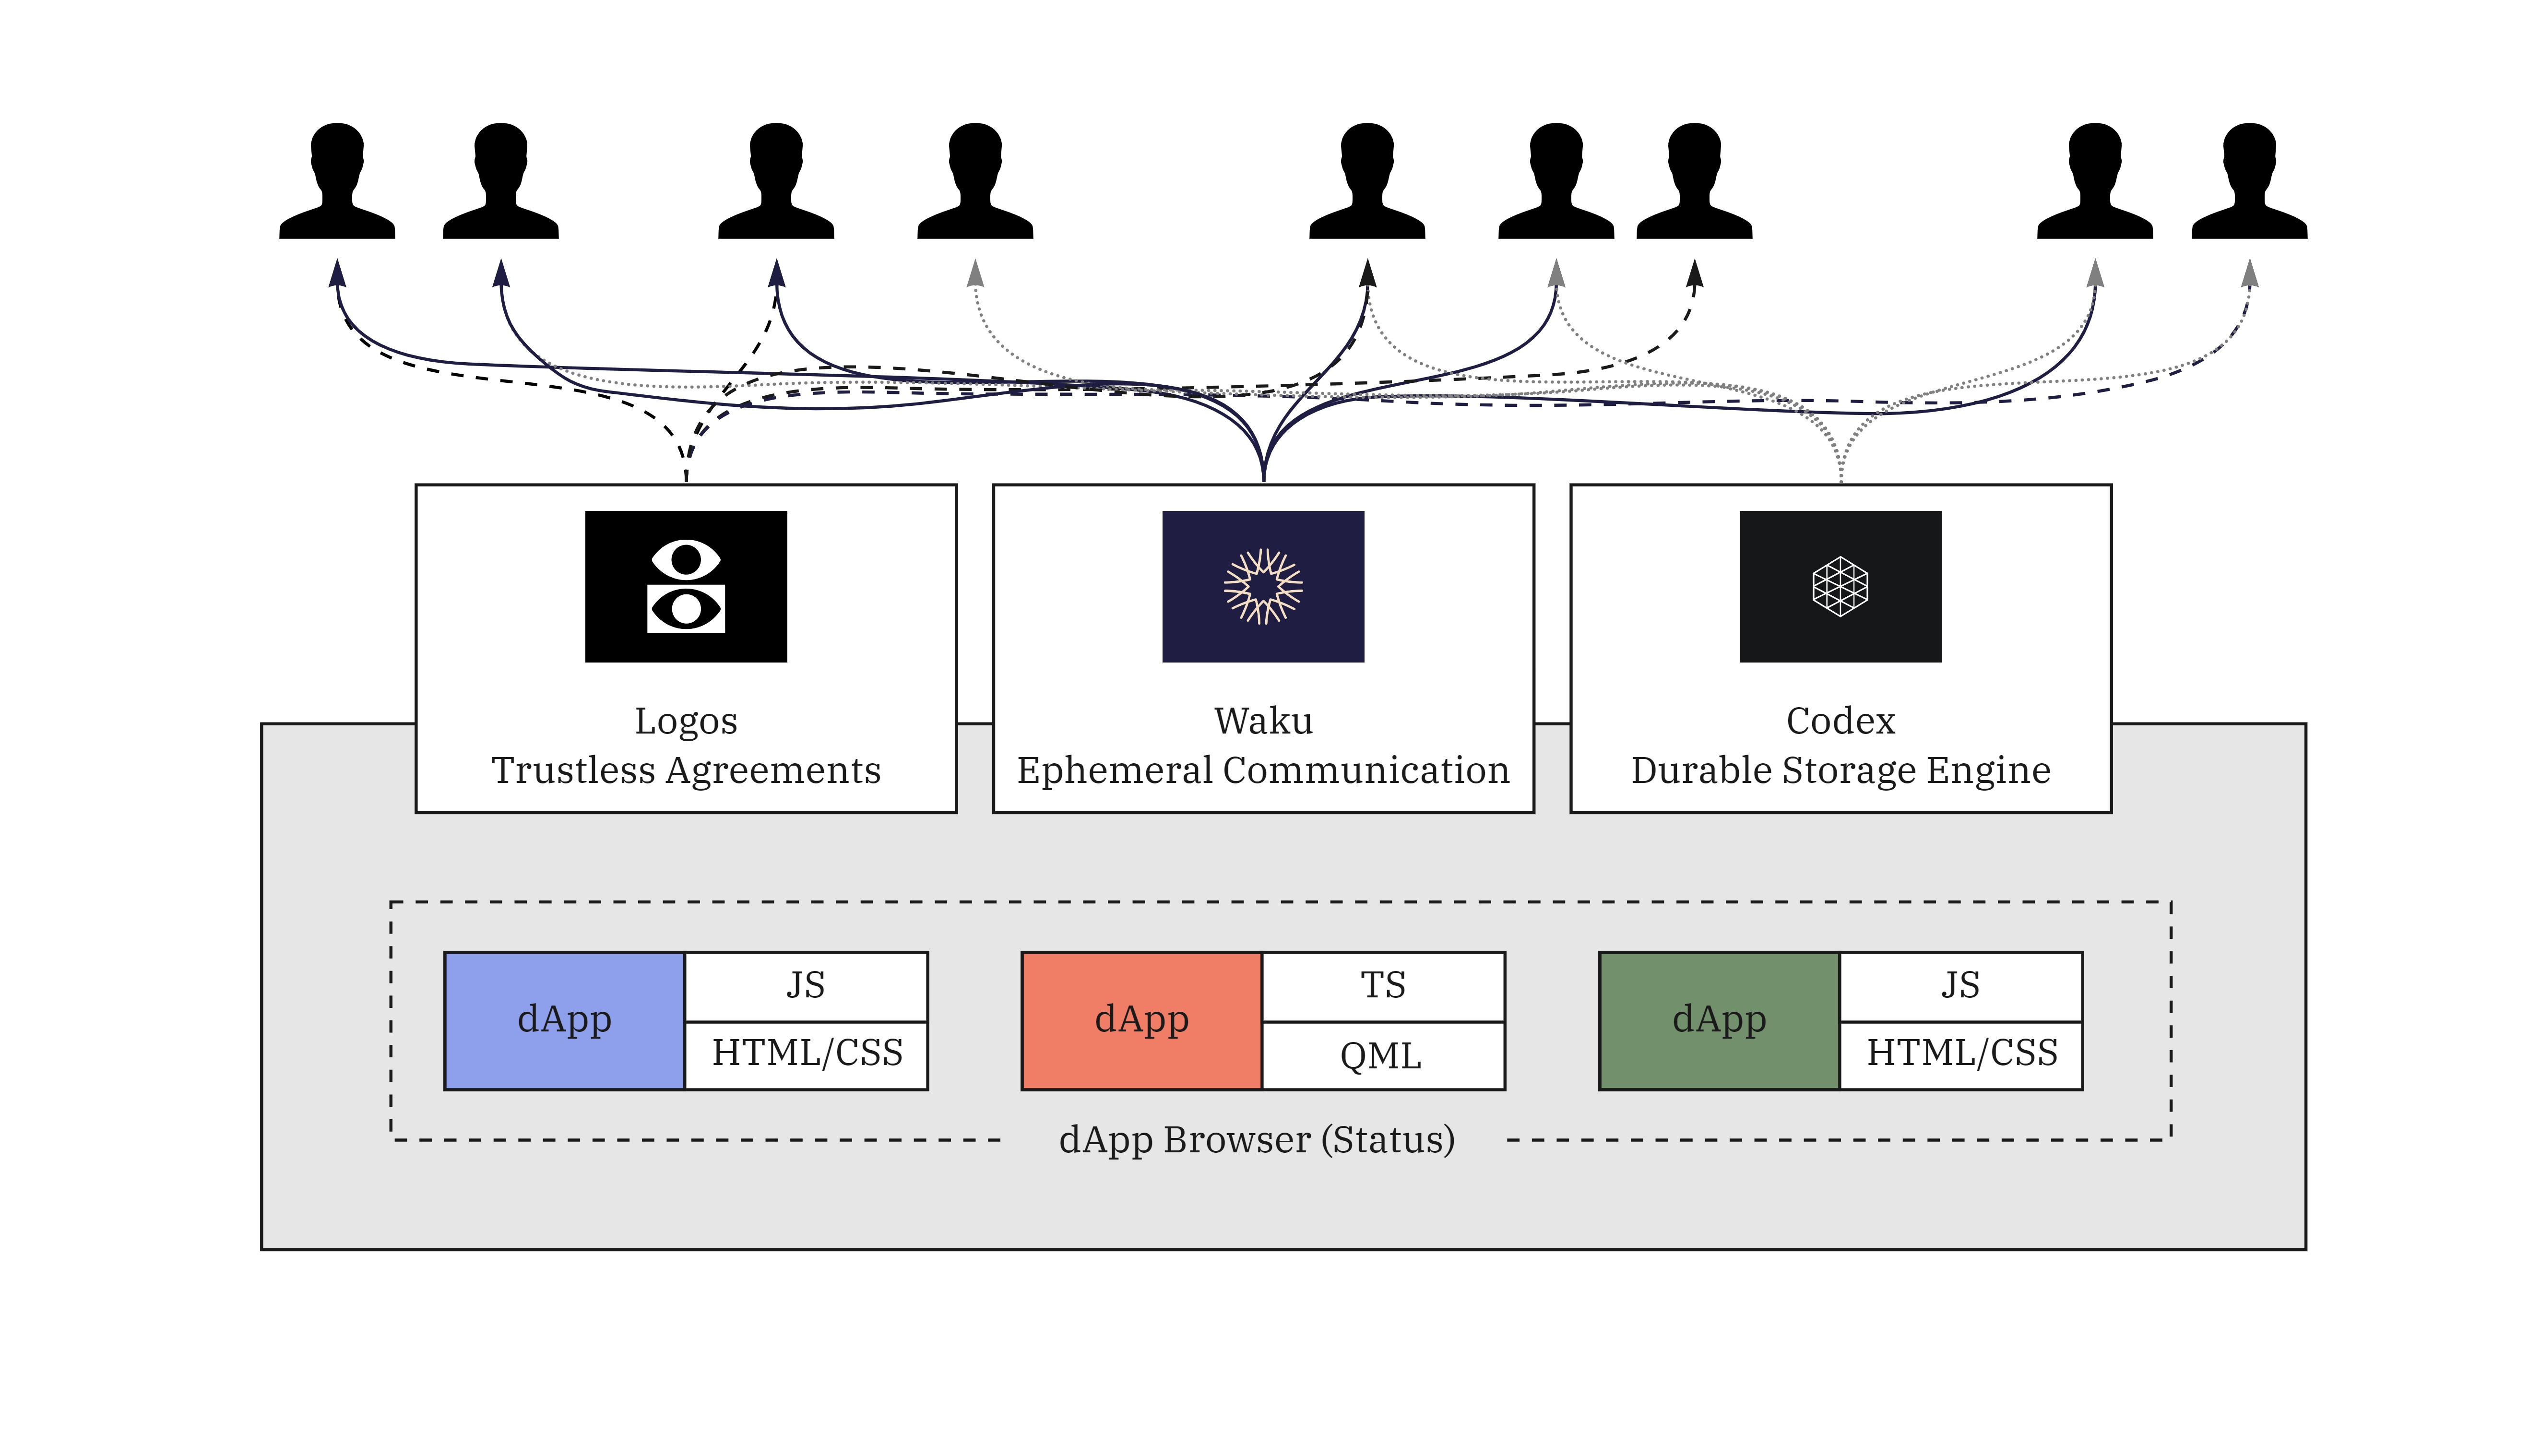 Logos
Trustless Agreements
Waku
Ephemeral Communication
Codex
Durable Storage Engine
dApp
JS
HTML/CSS
dApp
TS
QML
dApp
JS
HTML/CSS
dApp Browser (Status)